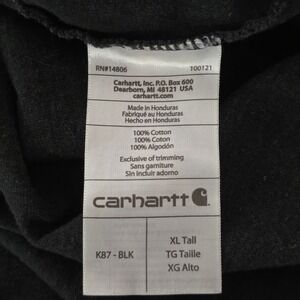 RN#14806 T00121
Carhartt, Inc. P.O. Box 600
Dearborn, MI 48121 USA
carhartt.com
Made in Honduras
Fabriqué au Honduras
Hecho en Honduras
100% Cotton
100% Coton
100% Algodón
Exclusive of trimming
Sans garniture
Sin incluir adorno
carhartt
K87 - BLK
XL Tall
TG Taille
XG Alto